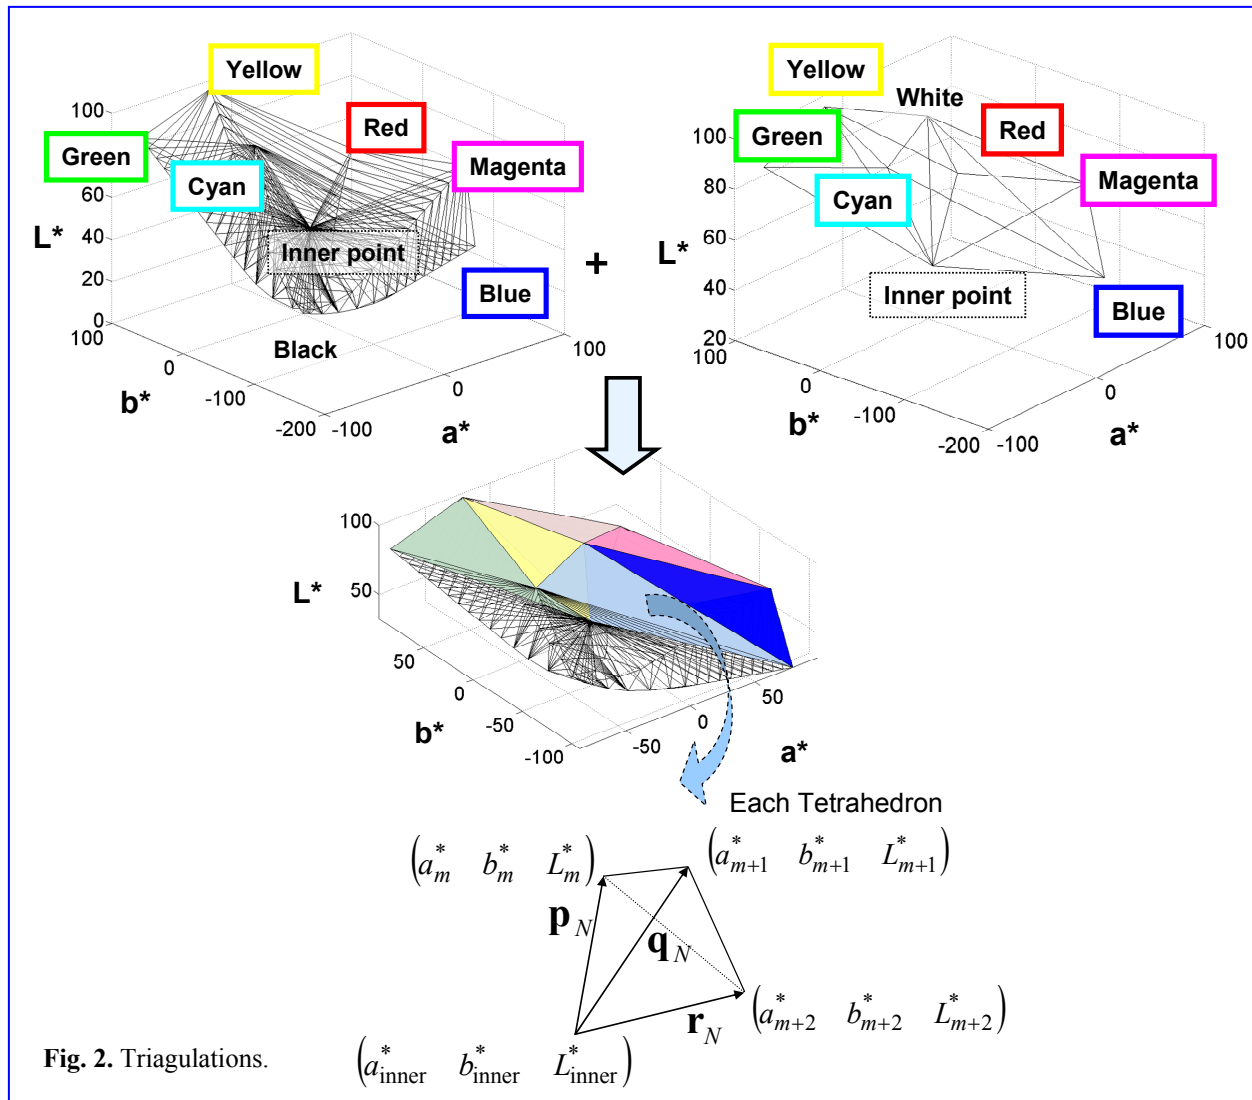 Yellow
Red
Green
Cyan
Magenta
Inner point
Blue
Black
100
80
60
40
20
0
L*
100
0
-100
-200
b*
-100
0
100
a*
+
Yellow
White
Red
Green
Cyan
Magenta
Inner point
Blue
100
80
60
40
20
L*
100
0
-100
-200
b*
-100
0
100
a*
100
50
L*
50
0
-50
-100
b*
-50
0
50
a*
Each Tetrahedron
(a*m b*m L*m)
(a*m+1 b*m+1 L*m+1)
pN
qN
rN
(a*m+2 b*m+2 L*m+2)
(a*inner b*inner L*inner)
Fig. 2. Triagulations.